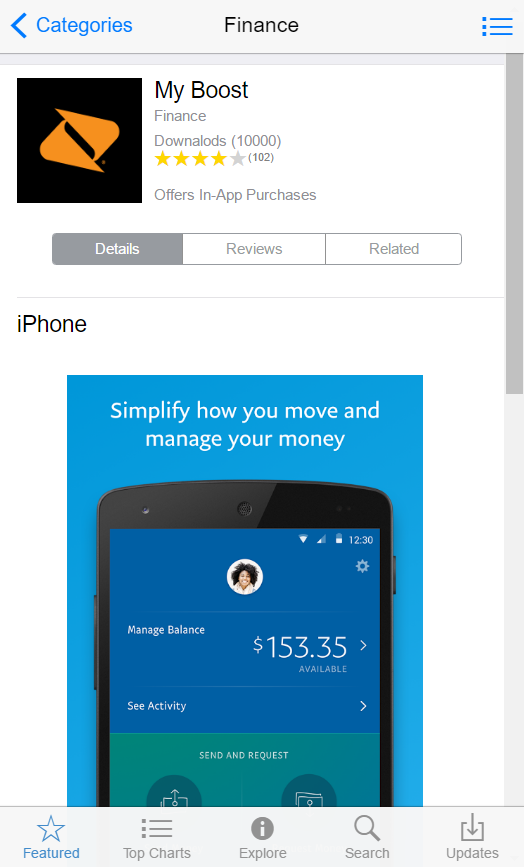 Categories
Finance
My Boost
Finance
Downalods (10000)
(102)
Offers In-App Purchases
Details
Reviews
Related
iPhone
Simplify how you move and
manage your money
12:30
Manage Balance
$153.35
AVAILABLE
See Activity
SEND AND REQUEST
Featured
Top Charts
Explore
Search
Updates